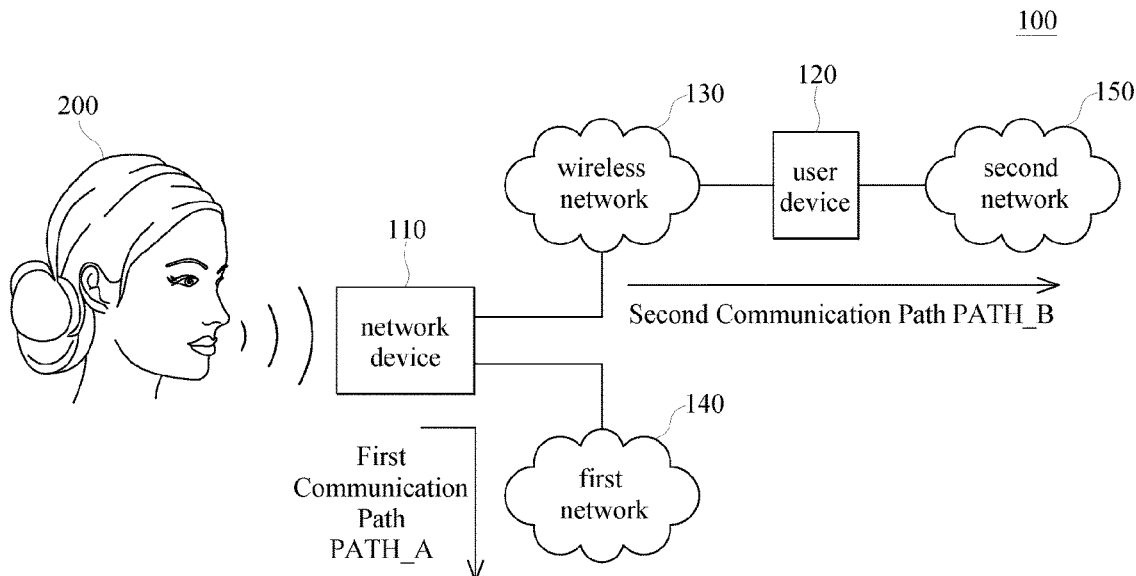 100
200
130
120
150
wireless
network
user
device
second
network
110
network
device
Second Communication Path PATH_B
140
First
Communication
Path
PATH_A
first
network